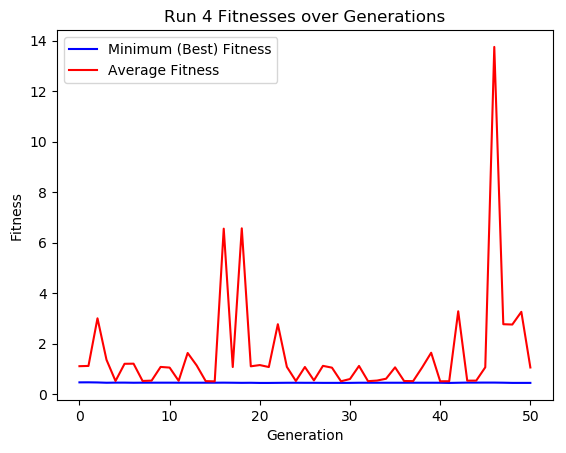 Run 4 Fitnesses over Generations
Minimum (Best) Fitness
Average Fitness
Fitness
14
12
10
8
6
4
2
0
0 10 20 30 40 50
Generation